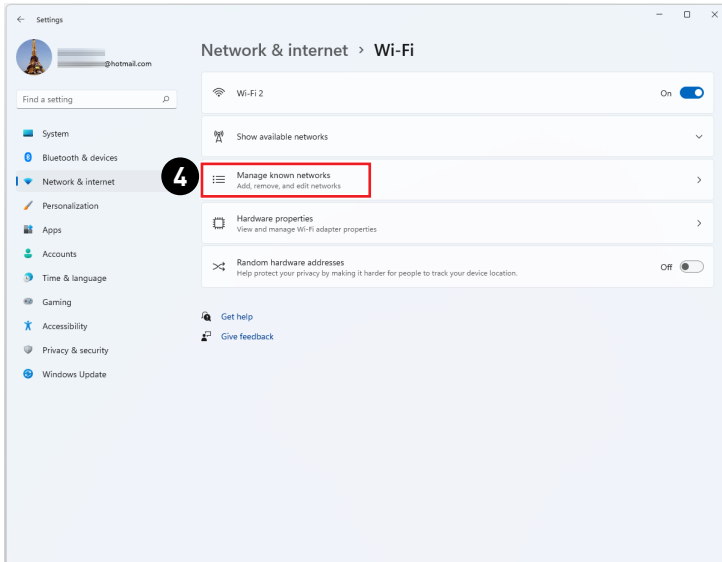 Settings
@hotmail.com
Find a setting
System
Bluetooth & devices
Network & internet
Personalization
Apps
Accounts
Time & language
Gaming
Accessibility
Privacy & security
Windows Update
Network & internet > Wi-Fi
Wi-Fi 2
On
Show available networks
4
Manage known networks
Add, remove, and edit networks
Hardware properties
View and manage Wi-Fi adapter properties
Random hardware addresses
Help protect your privacy by making it harder for people to track your device location.
Off
Get help
Give feedback